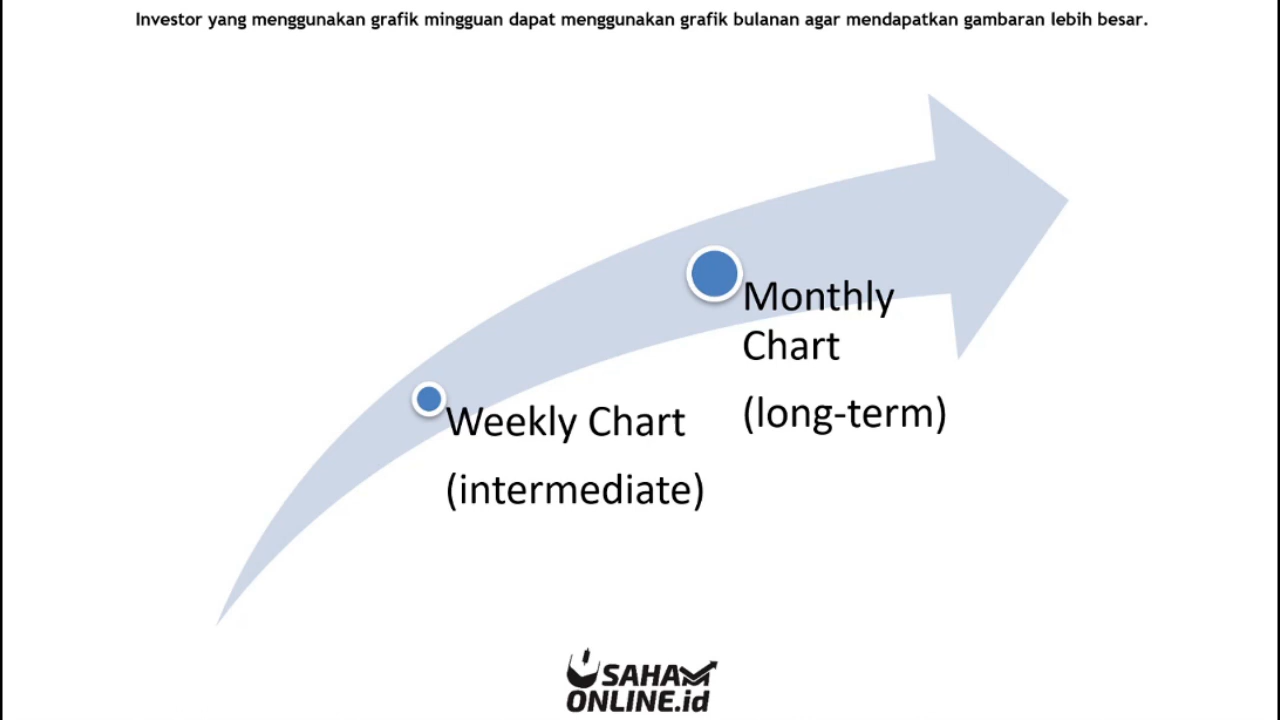 Investor yang menggunakan grafik mingguan dapat menggunakan grafik bulanan agar mendapatkan gambaran lebih besar.
Monthly
Chart
(long-term)
Weekly Chart
(intermediate)
SAHAM
ONLINE.id